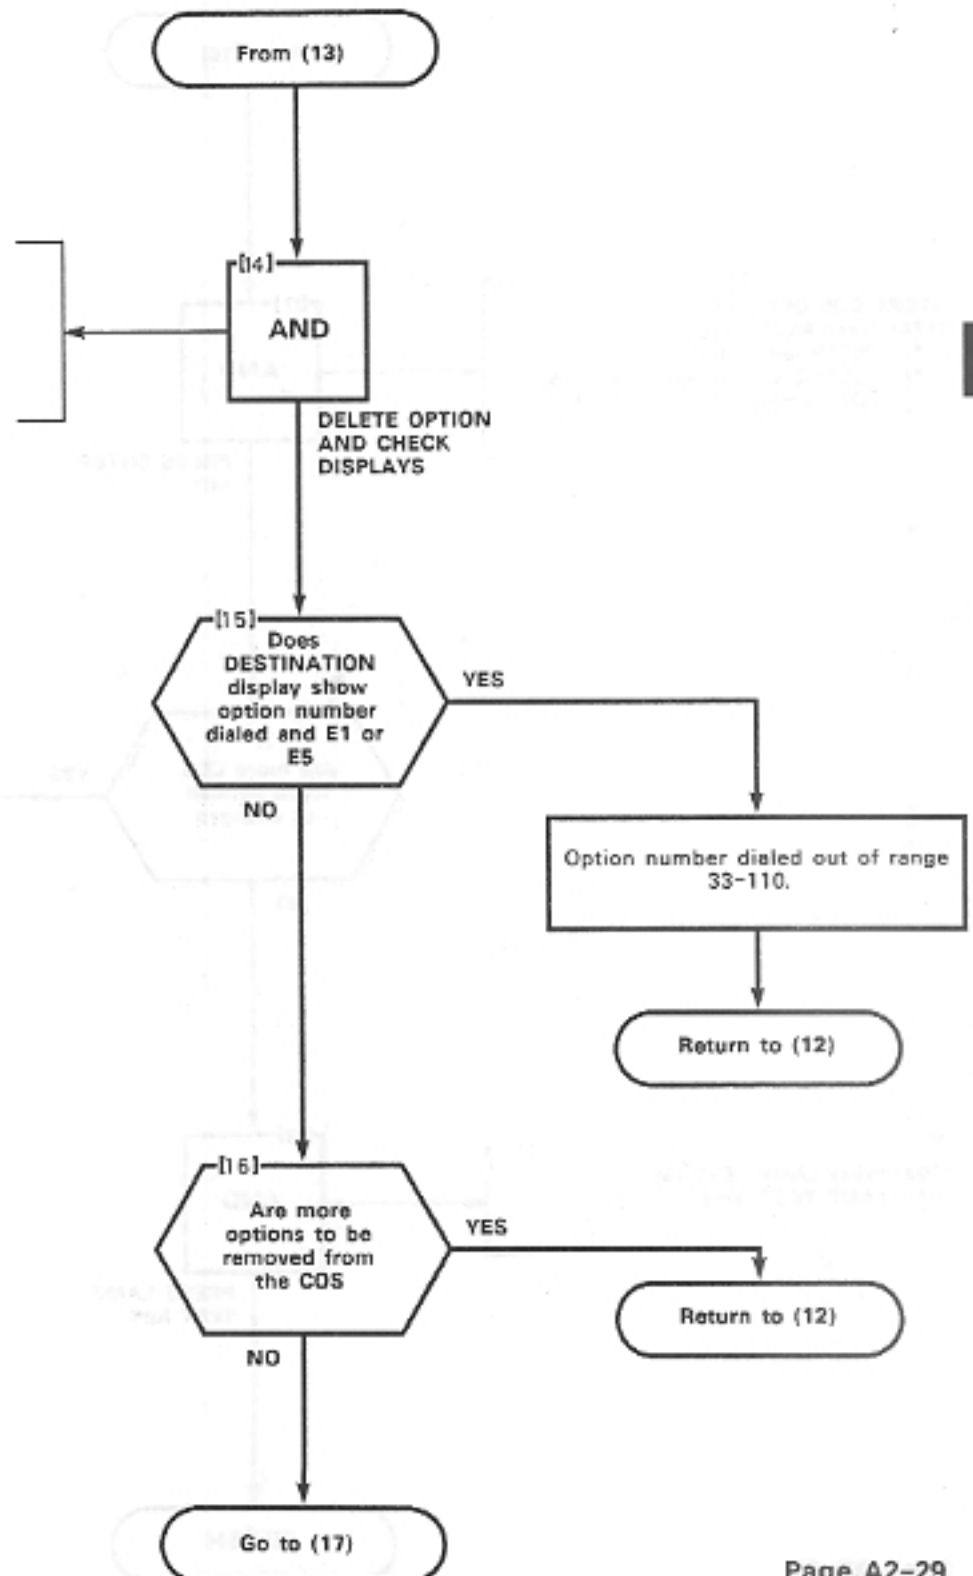 From (13)
[14]
AND
DELETE OPTION
AND CHECK
DISPLAYS
[15]
Does
DESTINATION
display show
option number
dialed and E1 or
E5
YES
NO
Option number dialed out of range
33-110.
Return to (12)
[16]
Are more
options to be
removed from
the COS
YES
Return to (12)
NO
Go to (17)
Page A2-29